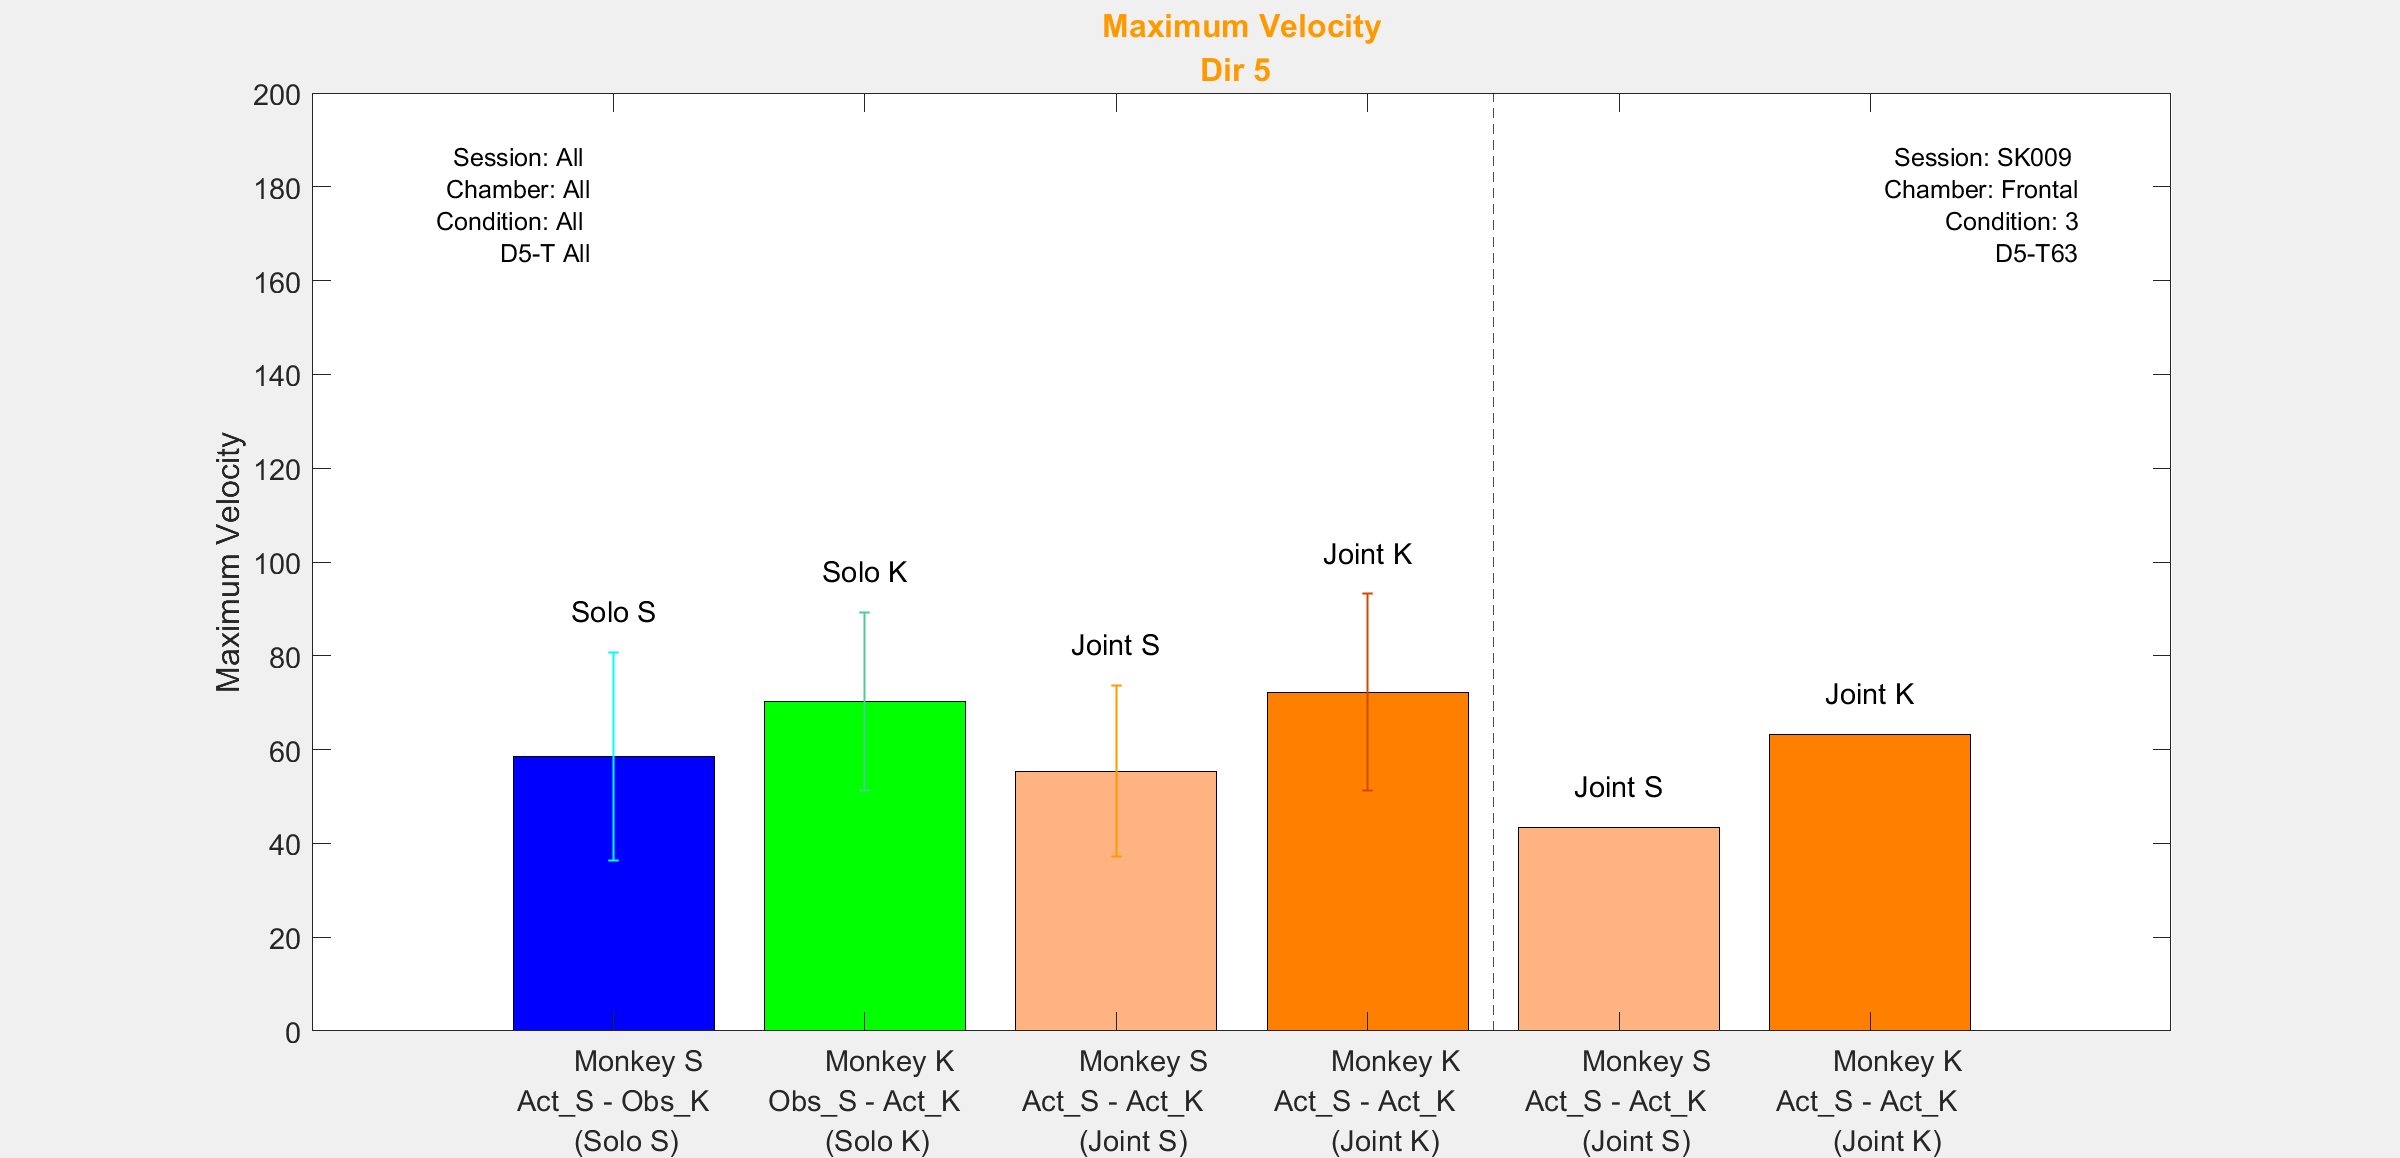 Maximum Velocity
Dir 5
Session: All
Chamber: All
Condition: All
D5-T All
Session: SK009
Chamber: Frontal
Condition: 3
D5-T63
Maximum Velocity
200
180
160
140
120
100
80
60
40
20
0
Solo S
Solo K
Joint S
Joint K
Joint S
Joint K
Monkey S
Act_S - Obs_K
(Solo S)
Monkey K
Obs_S - Act_K
(Solo K)
Monkey S
Act_S - Act_K
(Joint S)
Monkey K
Act_S - Act_K
(Joint K)
Monkey S
Act_S - Act_K
(Joint S)
Monkey K
Act_S - Act_K
(Joint K)